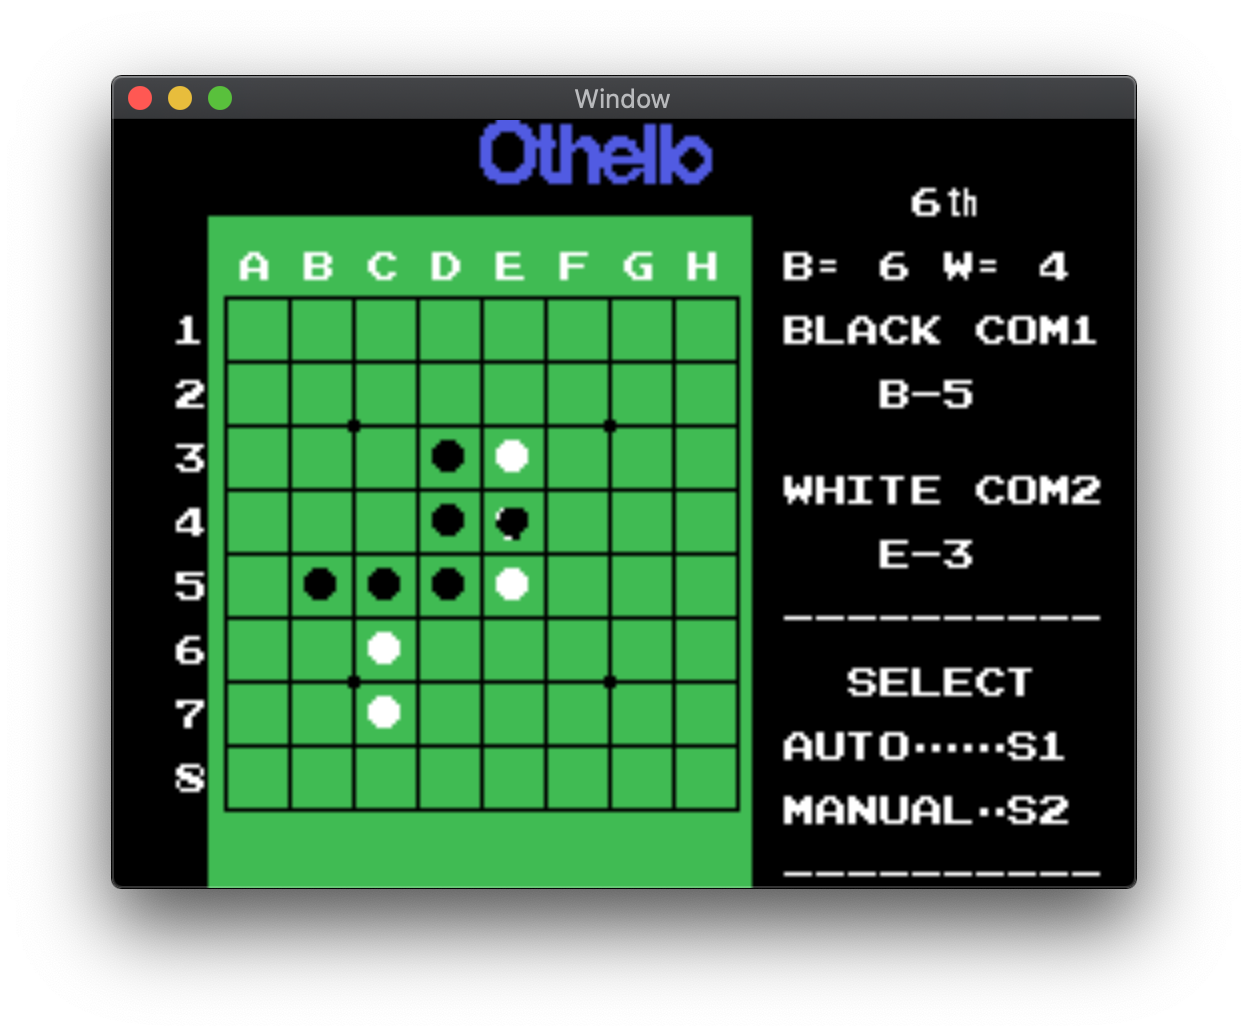 Window
Othello
6th
A B C D E F G H
B= 6 W= 4
1
BLACK COM1
2
B-5
3
WHITE COM2
4
E-3
5
----------
6
SELECT
7
AUTO······S1
8
MANUAL··S2
----------